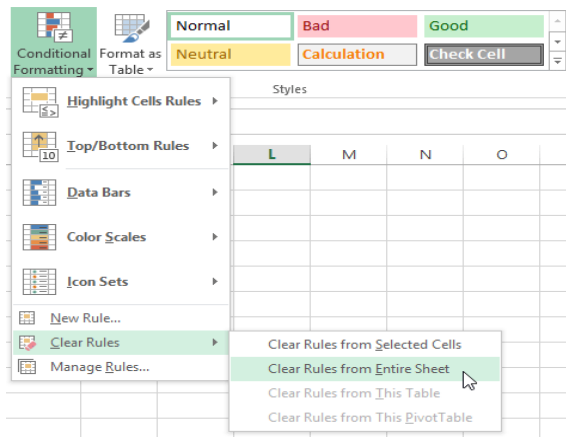 Conditional Formatting
Format as Table
Normal
Bad
Good
Neutral
Calculation
Check Cell
Styles
Highlight Cells Rules
Top/Bottom Rules
10
Data Bars
Color Scales
Icon Sets
New Rule...
Clear Rules
Manage Rules...
L M N O
Clear Rules from Selected Cells
Clear Rules from Entire Sheet
Clear Rules from This Table
Clear Rules from This PivotTable